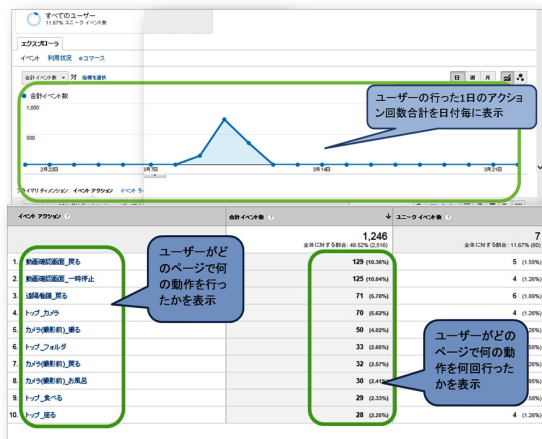 すべてのユーザー
11.67% ユニーク イベント数
エクスプローラ
イベント 利用状況 eコマース
合計イベント数 対 指標を選択
日 週 月
合計イベント数
1,000
500
ユーザーの行った1日のアクショ
ン回数合計を日付毎に表示
2月22日 3月7日 3月14日 3月21日
プライマリ ディメンション: イベント アクション イベント ラ
イベント アクション 合計イベント数 ユニーク イベント数
1,246
全体に対する割合: 49.52% (2,516)
7
全体に対する割合: 11.67% (60)
1. 動画確認画面_戻る 129 (10.36%) 5 (1.58%)
2. 動画確認画面_一時停止 125 (10.04%) 4 (1.26%)
3. 遠隔看護_戻る 71 (5.70%) 6 (1.89%)
4. トップ_カメラ 70 (5.62%) 4 (1.26%)
5. カメラ(撮影前)_撮る 50 (4.02%)
6. トップ_フォルダ 33 (2.65%)
7. カメラ(撮影前)_戻る 32 (2.57%)
8. カメラ(撮影前)_お風呂 30
9. トップ_食べる 29 (2.33%)
10. トップ_座る 28 (2.25%) 4 (1.26%)
ユーザーがど
のページで何
の動作を行っ
たかを表示
ユーザーがどの
ページで何の動
作を何回行った
かを表示